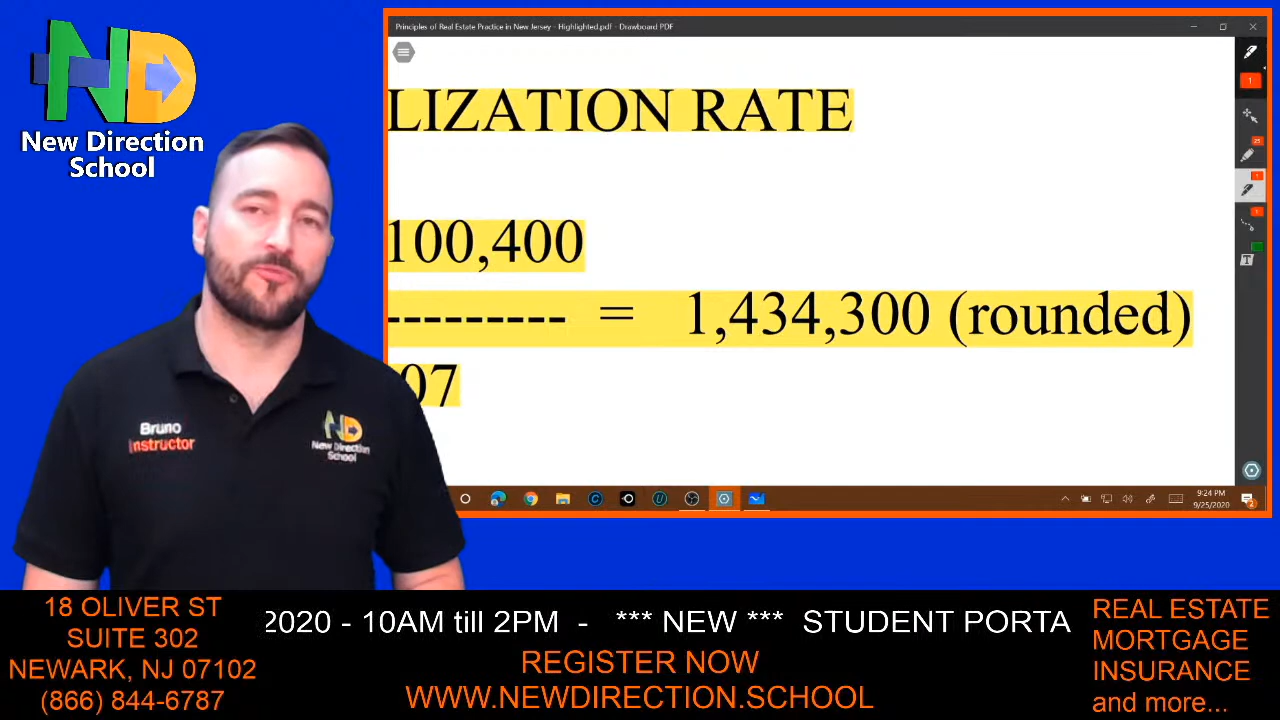 New Direction
School
Principles of Real Estate Practice in New Jersey - Highlighted.pdf - Drawboard PDF
LIZATION RATE
100,400
--------- = 1,434,300 (rounded)
07
Bruno
Instructor
New Direction
School
9:24 PM
9/25/2020
18 OLIVER ST
SUITE 302
NEWARK, NJ 07102
(866) 844-6787
2020 - 10AM till 2PM - *** NEW *** STUDENT PORTA
REGISTER NOW
WWW.NEWDIRECTION.SCHOOL
REAL ESTATE
MORTGAGE
INSURANCE
and more...